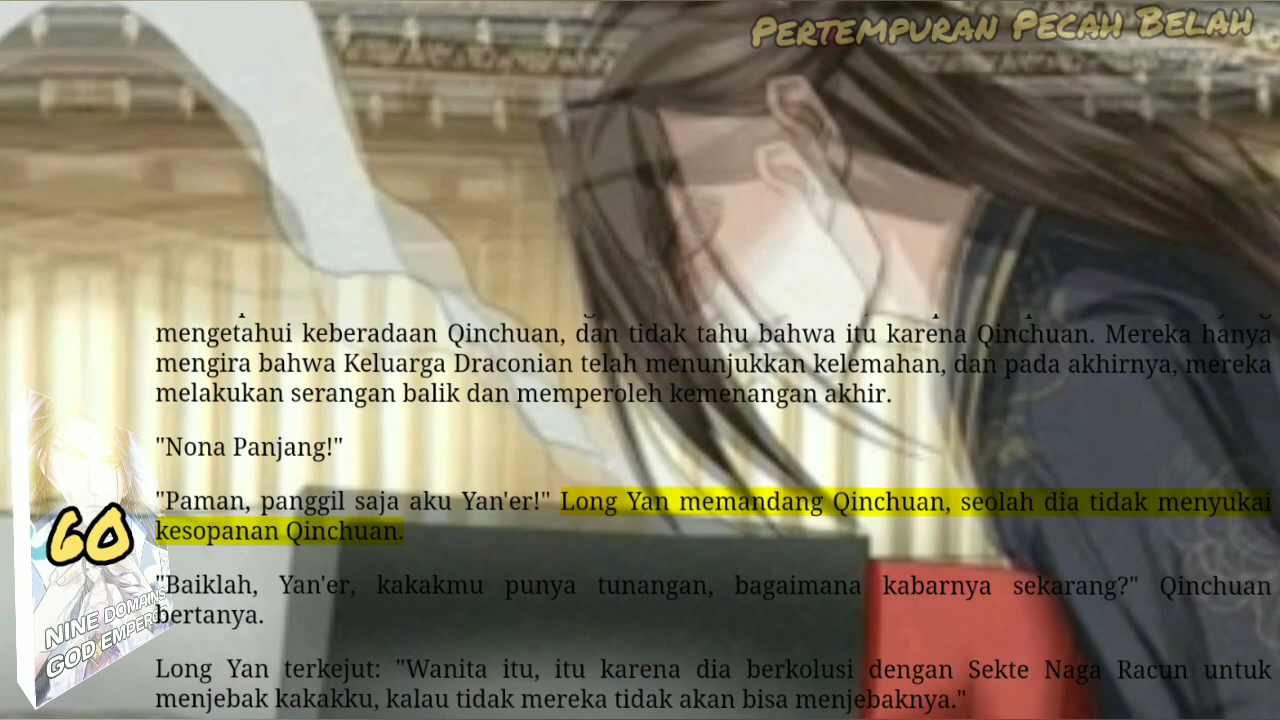 Pertempuran Pecah Belah
mengetahui keberadaan Qinchuan, dan tidak tahu bahwa itu karena Qinchuan. Mereka hanya
mengira bahwa Keluarga Draconian telah menunjukkan kelemahan, dan pada akhirnya, mereka
melakukan serangan balik dan memperoleh kemenangan akhir.
"Nona Panjang!"
"Paman, panggil saja aku Yan'er!" Long Yan memandang Qinchuan, seolah dia tidak menyukai
kesopanan Qinchuan.
"Baiklah, Yan'er, kakakmu punya tunangan, bagaimana kabarnya sekarang?" Qinchuan
bertanya.
Long Yan terkejut: "Wanita itu, itu karena dia berkolusi dengan Sekte Naga Racun untuk
menjebak kakakku, kalau tidak mereka tidak akan bisa menjebaknya."
60
NINE DOMAINS
GOD EMPEROR